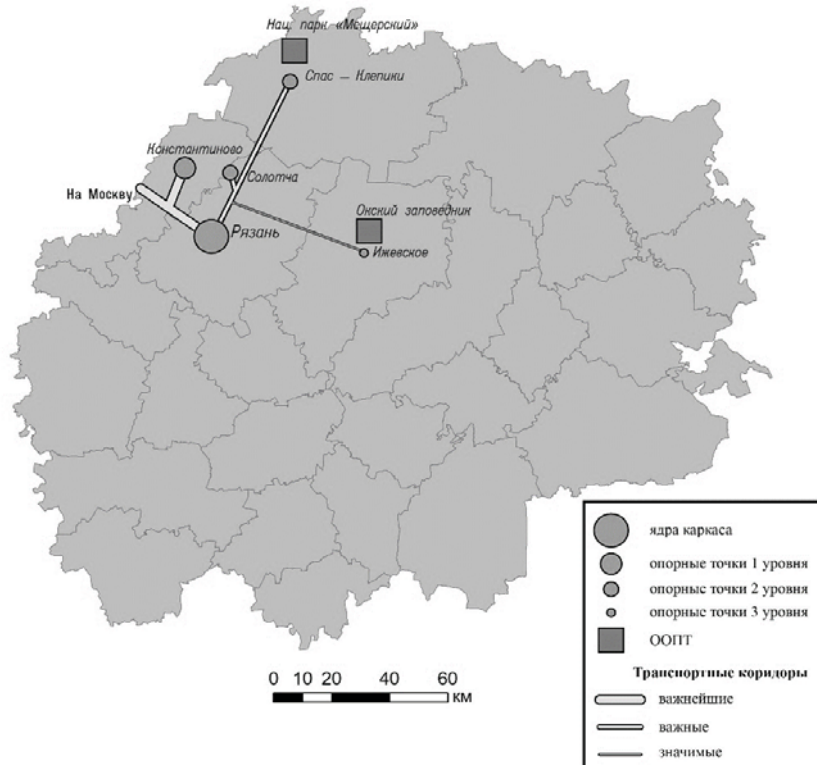 Нац. парк «Мещерский»
Спас – Клепики
Константиново
Солотча
На Москву
Окский заповедник
Рязань
Ижевское
ядра каркаса
опорные точки 1 уровня
опорные точки 2 уровня
опорные точки 3 уровня
ООПТ
Транспортные коридоры
важнейшие
важные
значимые
0 10 20 40 60
КМ